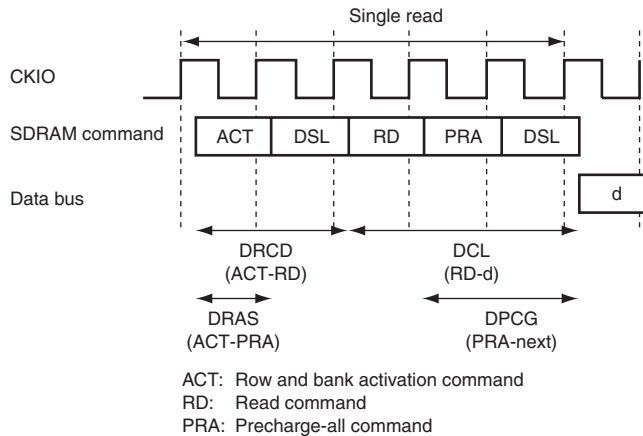 Single read
CKIO
SDRAM command
ACT DSL RD PRA DSL
Data bus
d
DRCD DCL
(ACT-RD) (RD-d)
DRAS DPCG
(ACT-PRA) (PRA-next)
ACT: Row and bank activation command
RD: Read command
PRA: Precharge-all command